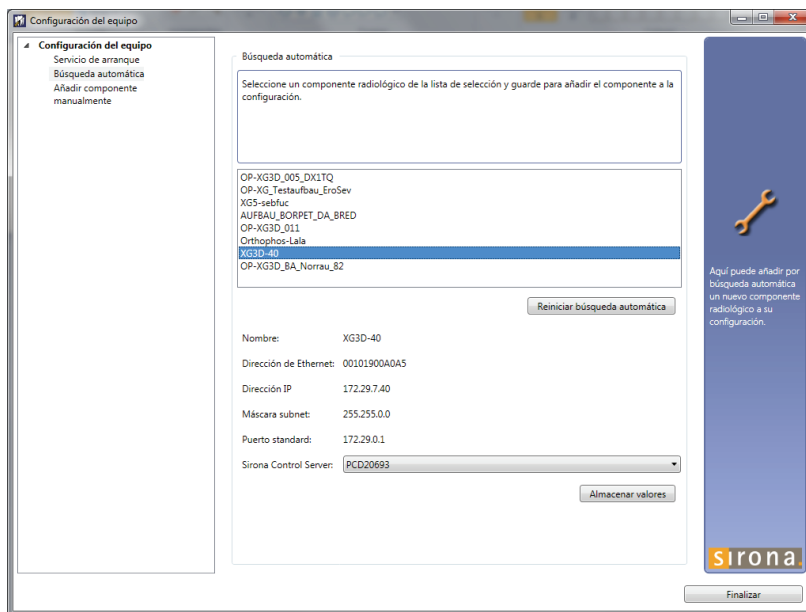 Configuración del equipo
Configuración del equipo
Servicio de arranque
Búsqueda automática
Añadir componente
manualmente
Búsqueda automática
Seleccione un componente radiológico de la lista de selección y guarde para añadir el componente a la
configuración.
OP-XG3D_005_DX1TQ
OP-XG_Testaufbau_EroSev
XG5-sebfuc
AUFBAU_BORPET_DA_BRED
OP-XG3D_011
Orthophos-Lala
XG3D-40
OP-XG3D_BA_Norrau_82
Reiniciar búsqueda automática
Nombre: XG3D-40
Dirección de Ethernet: 00101900A0A5
Dirección IP 172.29.7.40
Máscara subnet: 255.255.0.0
Puerto standard: 172.29.0.1
Sirona Control Server: PCD20693
Almacenar valores
Aquí puede añadir por
búsqueda automática
un nuevo componente
radiológico a su
configuración.
sirona.
Finalizar